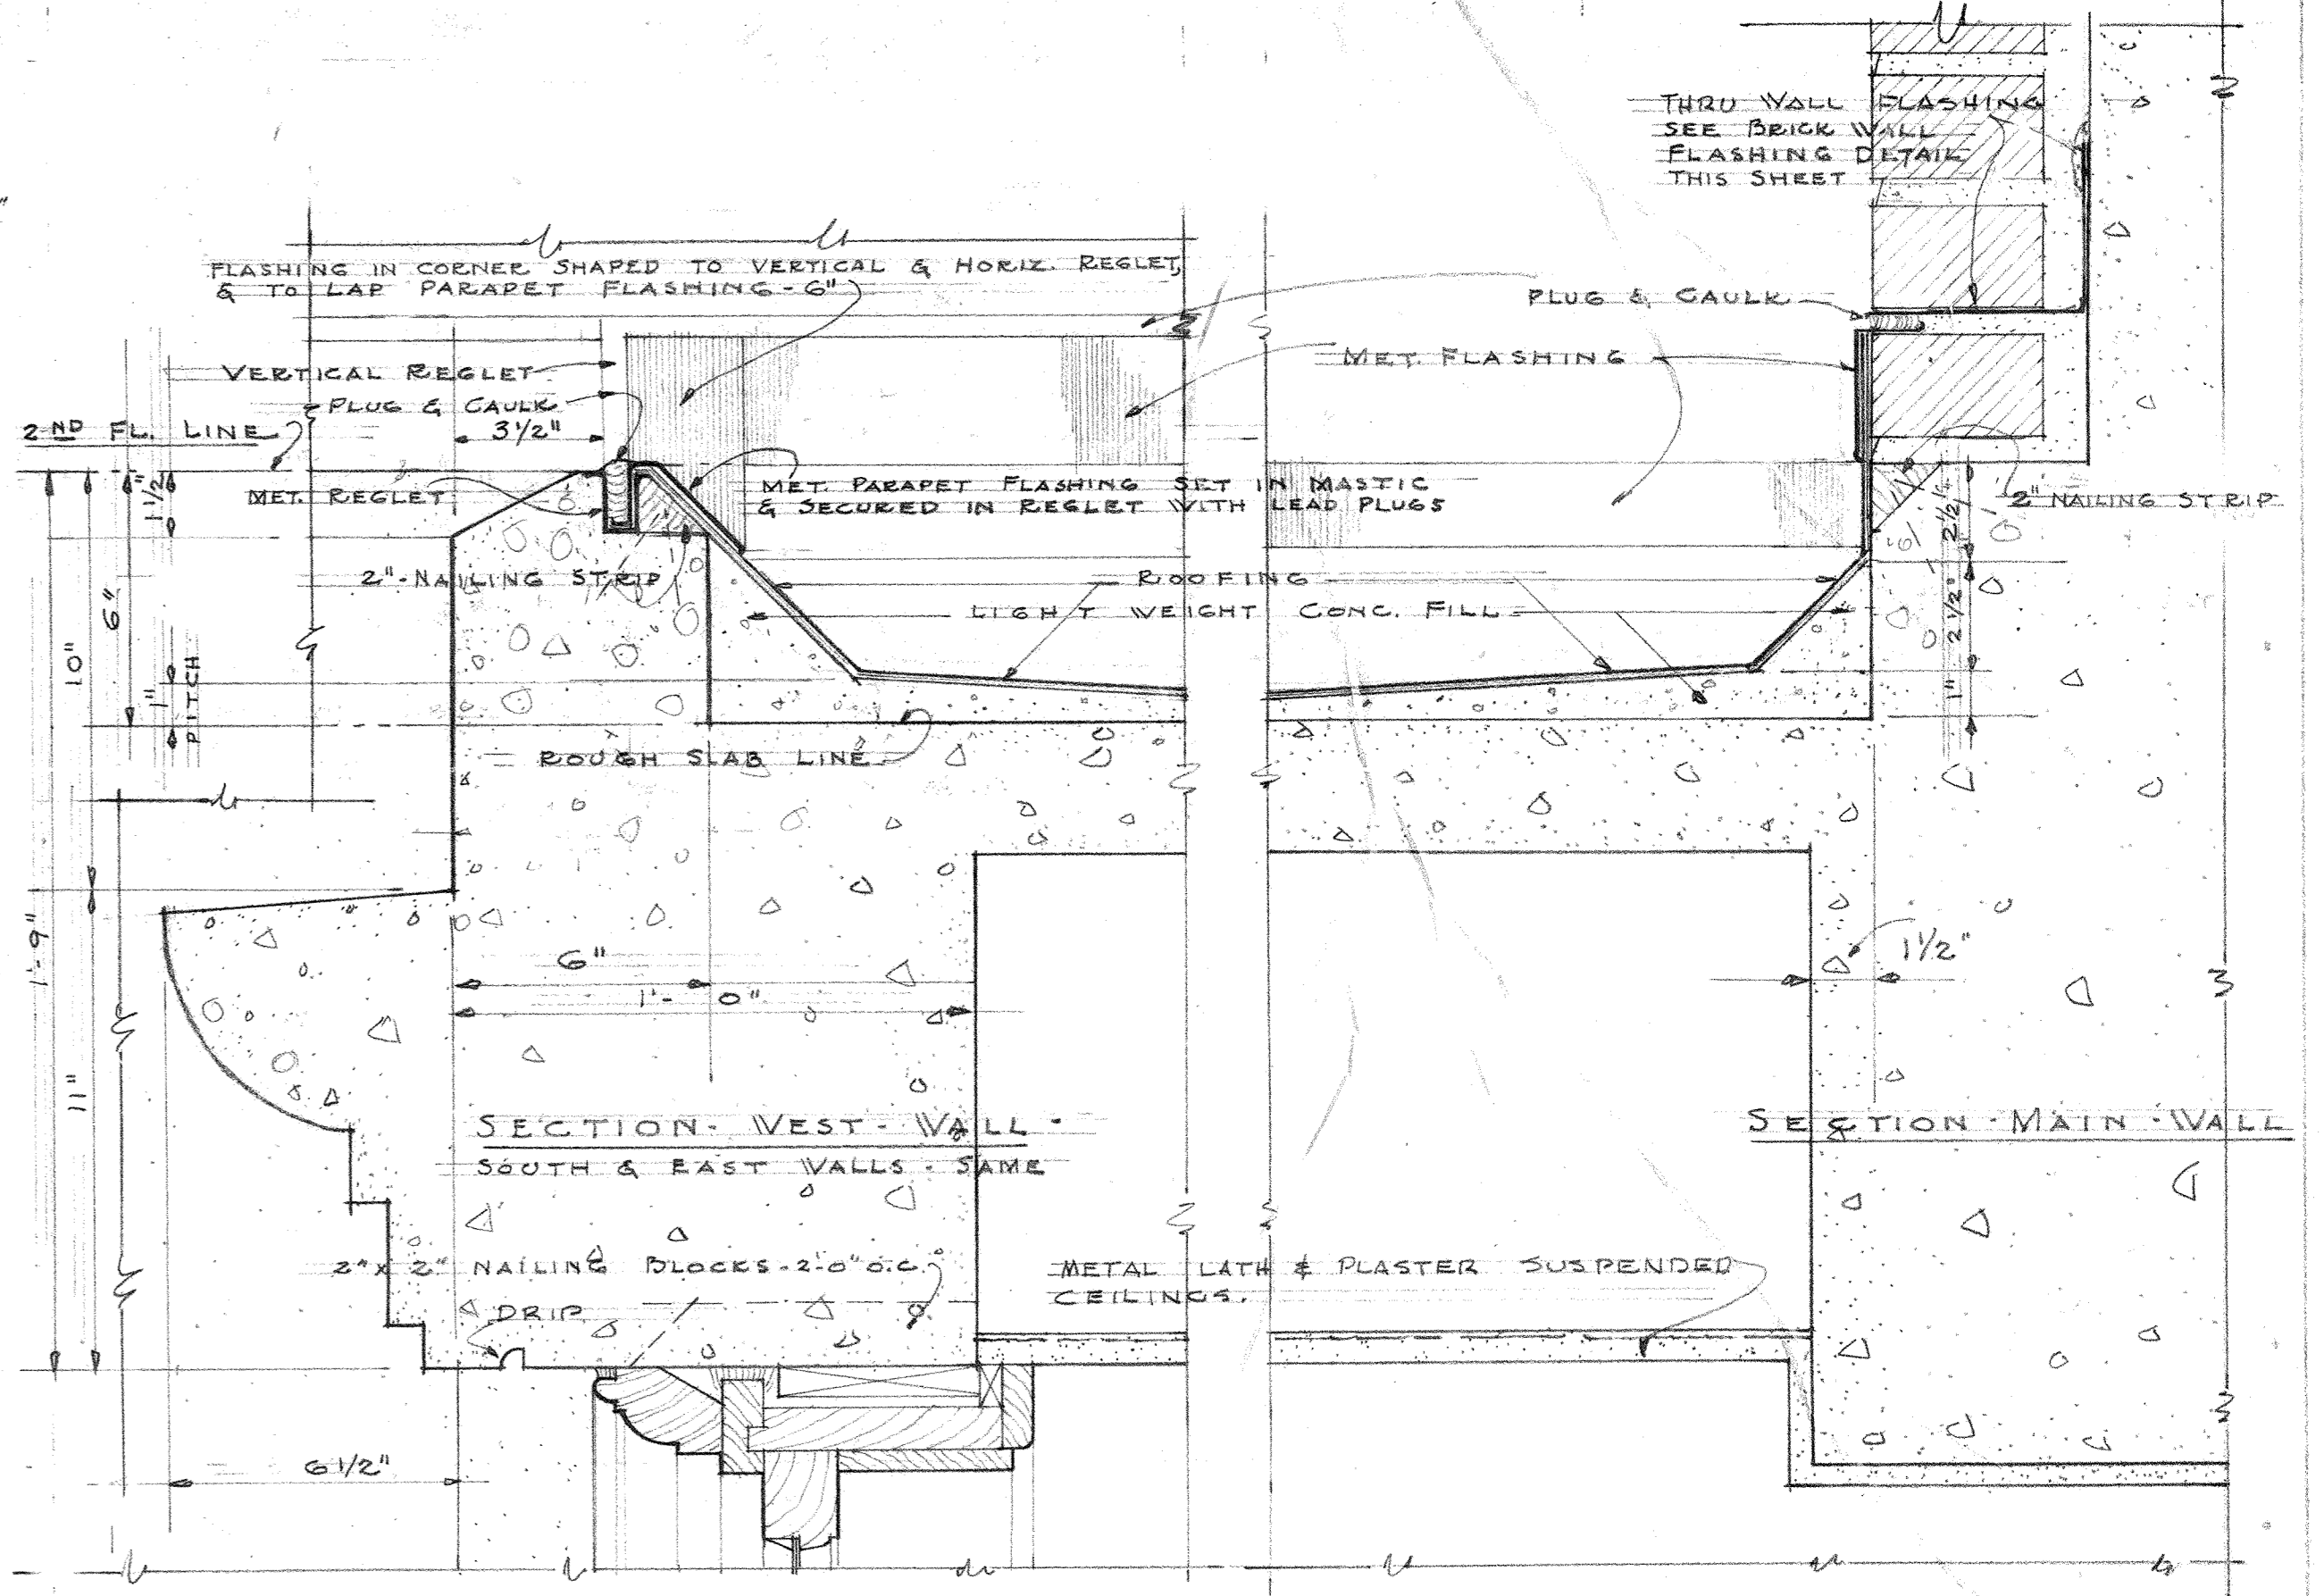 THRU WALL FLASHING
SEE BRICK WALL
FLASHING DETAIL
THIS SHEET
FLASHING IN CORNER SHAPED TO VERTICAL & HORIZ. REGLET,
& TO LAP PARAPET FLASHING - 6"
PLUG & CAULK
VERTICAL REGLET
MET. FLASHING
PLUG & CAULK
2ND FL. LINE
3 1/2"
MET. REGLET
MET. PARAPET FLASHING SET IN MASTIC
& SECURED IN REGLET WITH LEAD PLUGS
2" NAILING STRIP
1 1/2"
2 1/4"
2"-NAILING STRIP
ROOFING
6"
LIGHT WEIGHT CONC. FILL
2 1/2"
10"
1"
PITCH
1"
ROUGH SLAB LINE
1'-9"
6"
1 1/2"
1'-0"
11"
SECTION - WEST - WALL -
SOUTH & EAST WALLS - SAME
SECTION - MAIN - WALL
2" x 2" NAILING BLOCKS - 2'-0" O.C.
METAL LATH & PLASTER SUSPENDED
CEILINGS.
DRIP
6 1/2"